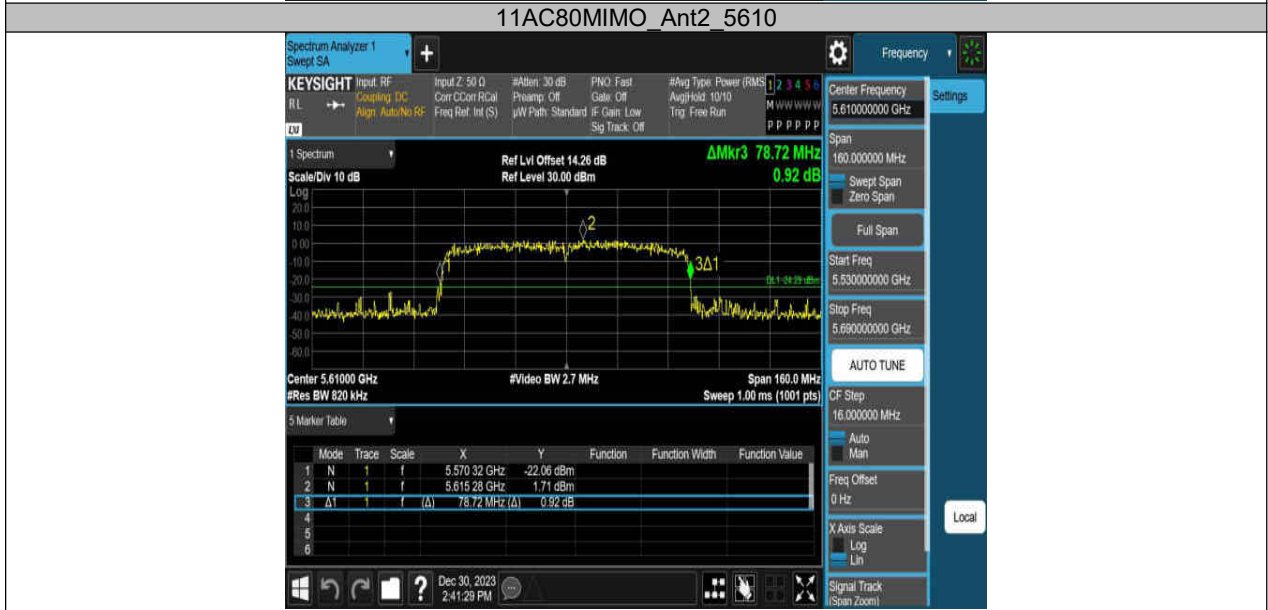 11AC80MIMO_Ant2_5610
Spectrum Analyzer 1
Swept SA
+
Frequency
KEYSIGHT
RL
LXI
Input: RF
Coupling: DC
Align: Auto/No RF
Input Z: 50 Ω
Corr CCorr RCal
Freq Ref: Int (S)
#Atten: 30 dB
Preamp: Off
µW Path: Standard
PNO: Fast
Gate: Off
IF Gain: Low
Sig Track: Off
#Avg Type: Power (RMS
Avg|Hold: 10/10
Trig: Free Run
1 2 3 4 5 6
M W W W W W
P P P P P P
Center Frequency
5.610000000 GHz
Settings
Span
160.000000 MHz
Swept Span
Zero Span
Full Span
Start Freq
5.530000000 GHz
Stop Freq
5.690000000 GHz
AUTO TUNE
CF Step
16.000000 MHz
Auto
Man
Freq Offset
0 Hz
X Axis Scale
Log
Lin
Signal Track
(Span Zoom)
Local
1 Spectrum
Scale/Div 10 dB
Ref Lvl Offset 14.26 dB
Ref Level 30.00 dBm
ΔMkr3 78.72 MHz
0.92 dB
Log
20.0
10.0
0.00
-10.0
-20.0
-30.0
-40.0
-50.0
-60.0
2
1
3Δ1
DL1 -24.29 dBm
Center 5.61000 GHz
#Res BW 820 kHz
#Video BW 2.7 MHz
Span 160.0 MHz
Sweep 1.00 ms (1001 pts)
5 Marker Table
Mode Trace Scale X Y Function Function Width Function Value
1 N 1 f 5.570 32 GHz -22.06 dBm
2 N 1 f 5.615 28 GHz 1.71 dBm
3 Δ1 1 f (Δ) 78.72 MHz (Δ) 0.92 dB
4
5
6
?
Dec 30, 2023
2:41:29 PM